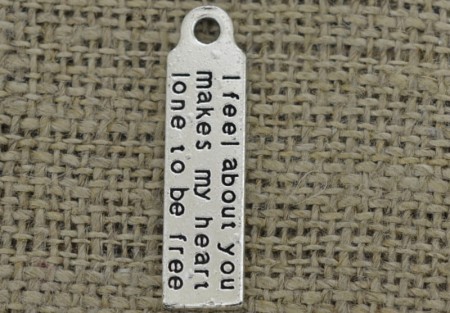 I feel about you
makes my heart
lone to be free